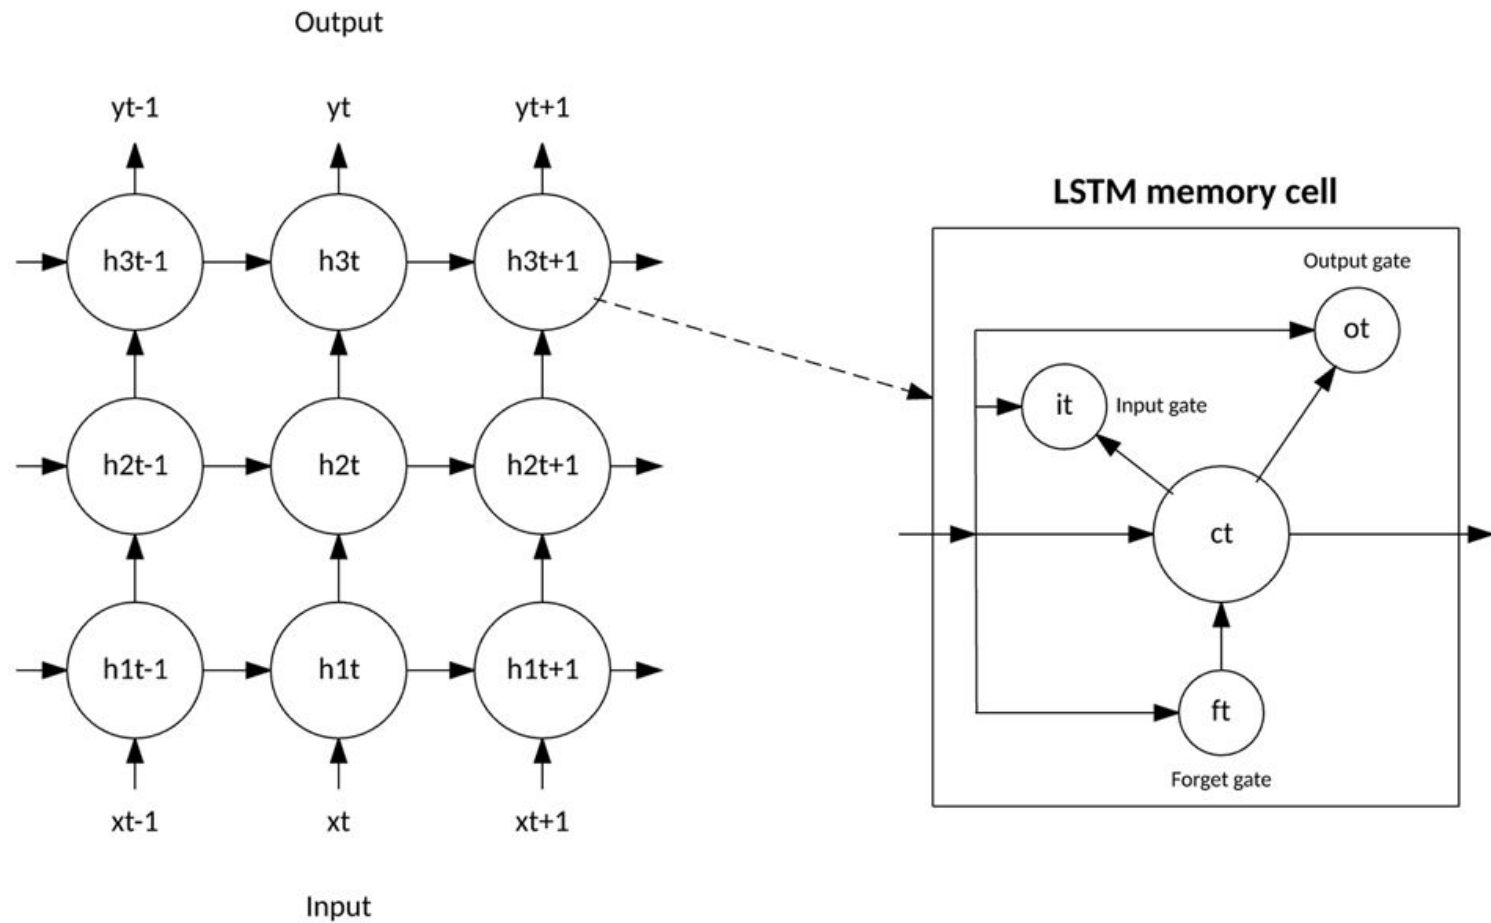 Output
yt-1 yt yt+1
h3t-1 h3t h3t+1
h2t-1 h2t h2t+1
h1t-1 h1t h1t+1
xt-1 xt xt+1
Input
LSTM memory cell
Output gate
ot
it Input gate
ct
ft
Forget gate